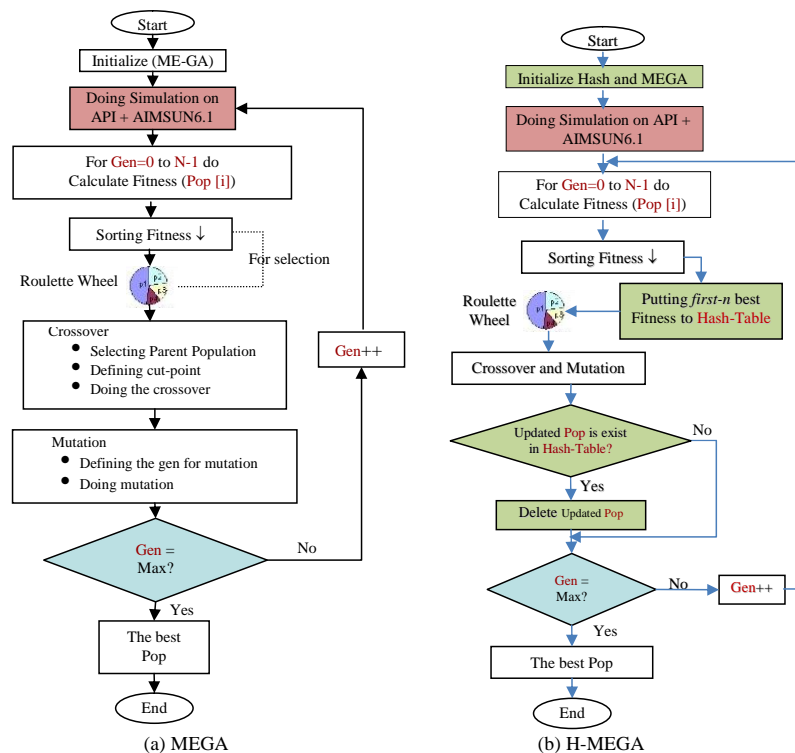 Start
Initialize (ME-GA)
Doing Simulation on
API + AIMSUN6.1
For Gen=0 to N-1 do
Calculate Fitness (Pop [i])
Sorting Fitness ↓
For selection
Roulette Wheel
p1
Crossover
• Selecting Parent Population
• Defining cut-point
• Doing the crossover
Gen++
Mutation
• Defining the gen for mutation
• Doing mutation
Gen =
Max?
No
Yes
The best
Pop
End
(a) MEGA
Start
Initialize Hash and MEGA
Doing Simulation on API +
AIMSUN6.1
For Gen=0 to N-1 do
Calculate Fitness (Pop [i])
Sorting Fitness ↓
Putting first-n best
Fitness to Hash-Table
Roulette
Wheel
p1
Crossover and Mutation
Updated Pop is exist
in Hash-Table?
No
Yes
Delete Updated Pop
Gen =
Max?
No
Gen++
Yes
The best Pop
End
(b) H-MEGA